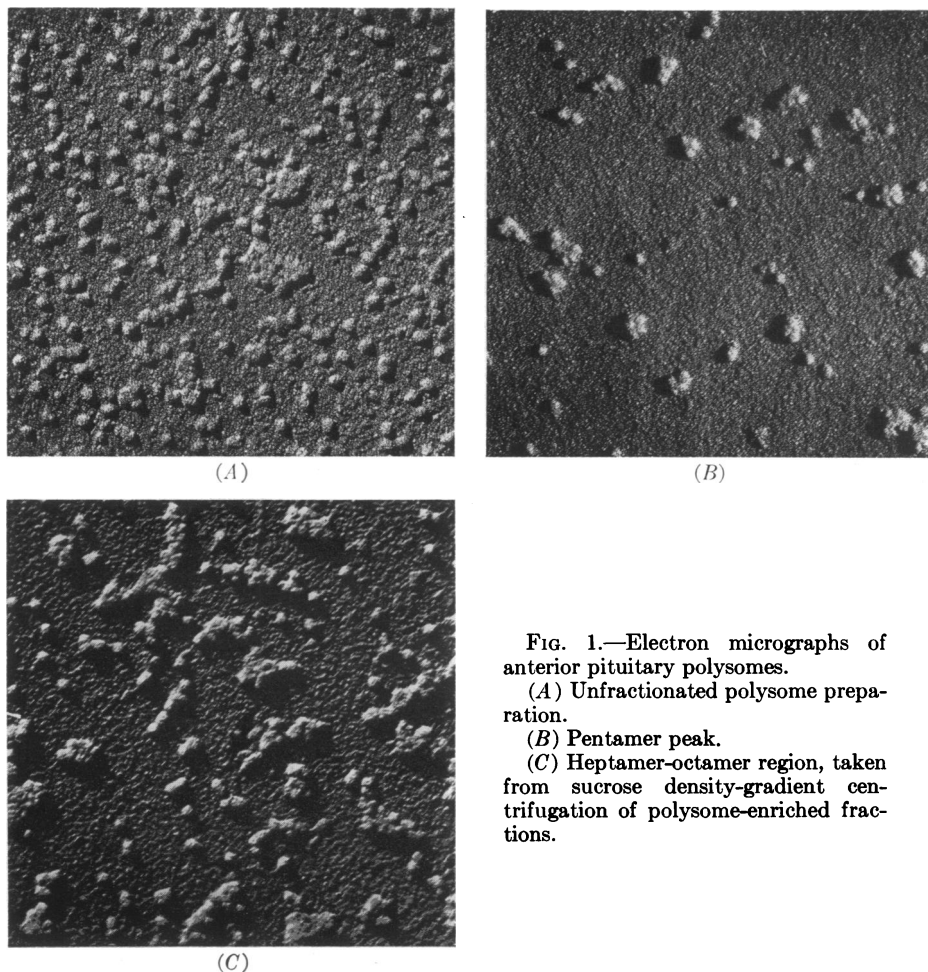 (A)
(B)
(C)
FIG. 1.—Electron micrographs of
anterior pituitary polysomes.
(A) Unfractionated polysome prepa-
ration.
(B) Pentamer peak.
(C) Heptamer-octamer region, taken
from sucrose density-gradient cen-
trifugation of polysome-enriched frac-
tions.